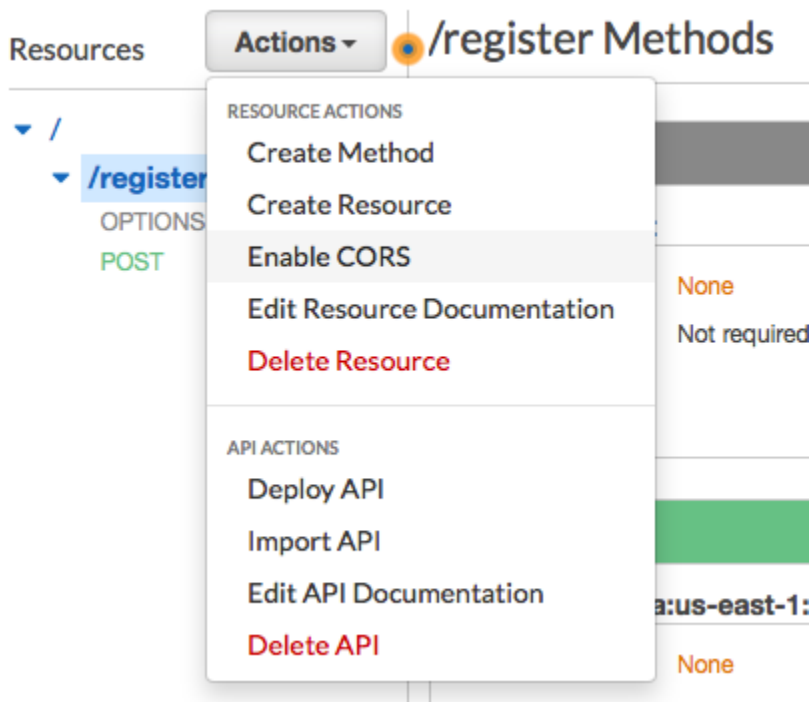 Resources
Actions
/register Methods
/
/register
OPTIONS
POST
RESOURCE ACTIONS
Create Method
Create Resource
Enable CORS
Edit Resource Documentation
Delete Resource
API ACTIONS
Deploy API
Import API
Edit API Documentation
Delete API
None
Not required
a:us-east-1:
None